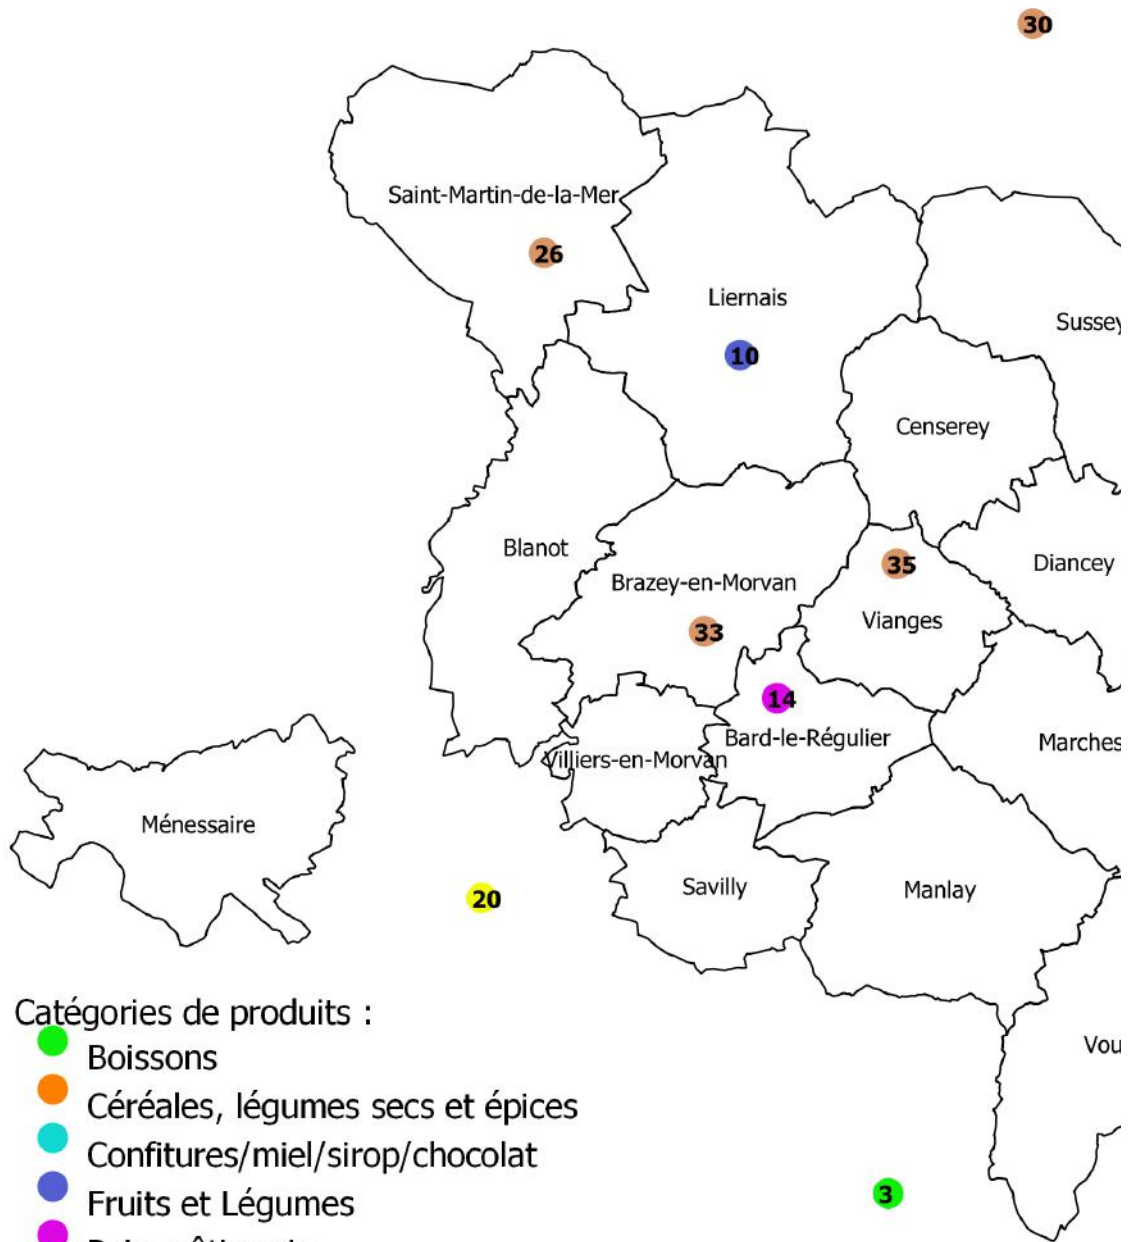 30
Saint-Martin-de-la-Mer
26
Liernais
Sussey
10
Censerey
Blanot
35
Diancey
Brazey-en-Morvan
Vianges
33
14
Bard-le-Régulier
Marches
Villiers-en-Morvan
Ménessaire
Savilly
Manlay
20
Catégories de produits :
Vou
Boissons
Céréales, légumes secs et épices
Confitures/miel/sirop/chocolat
3
Fruits et Légumes